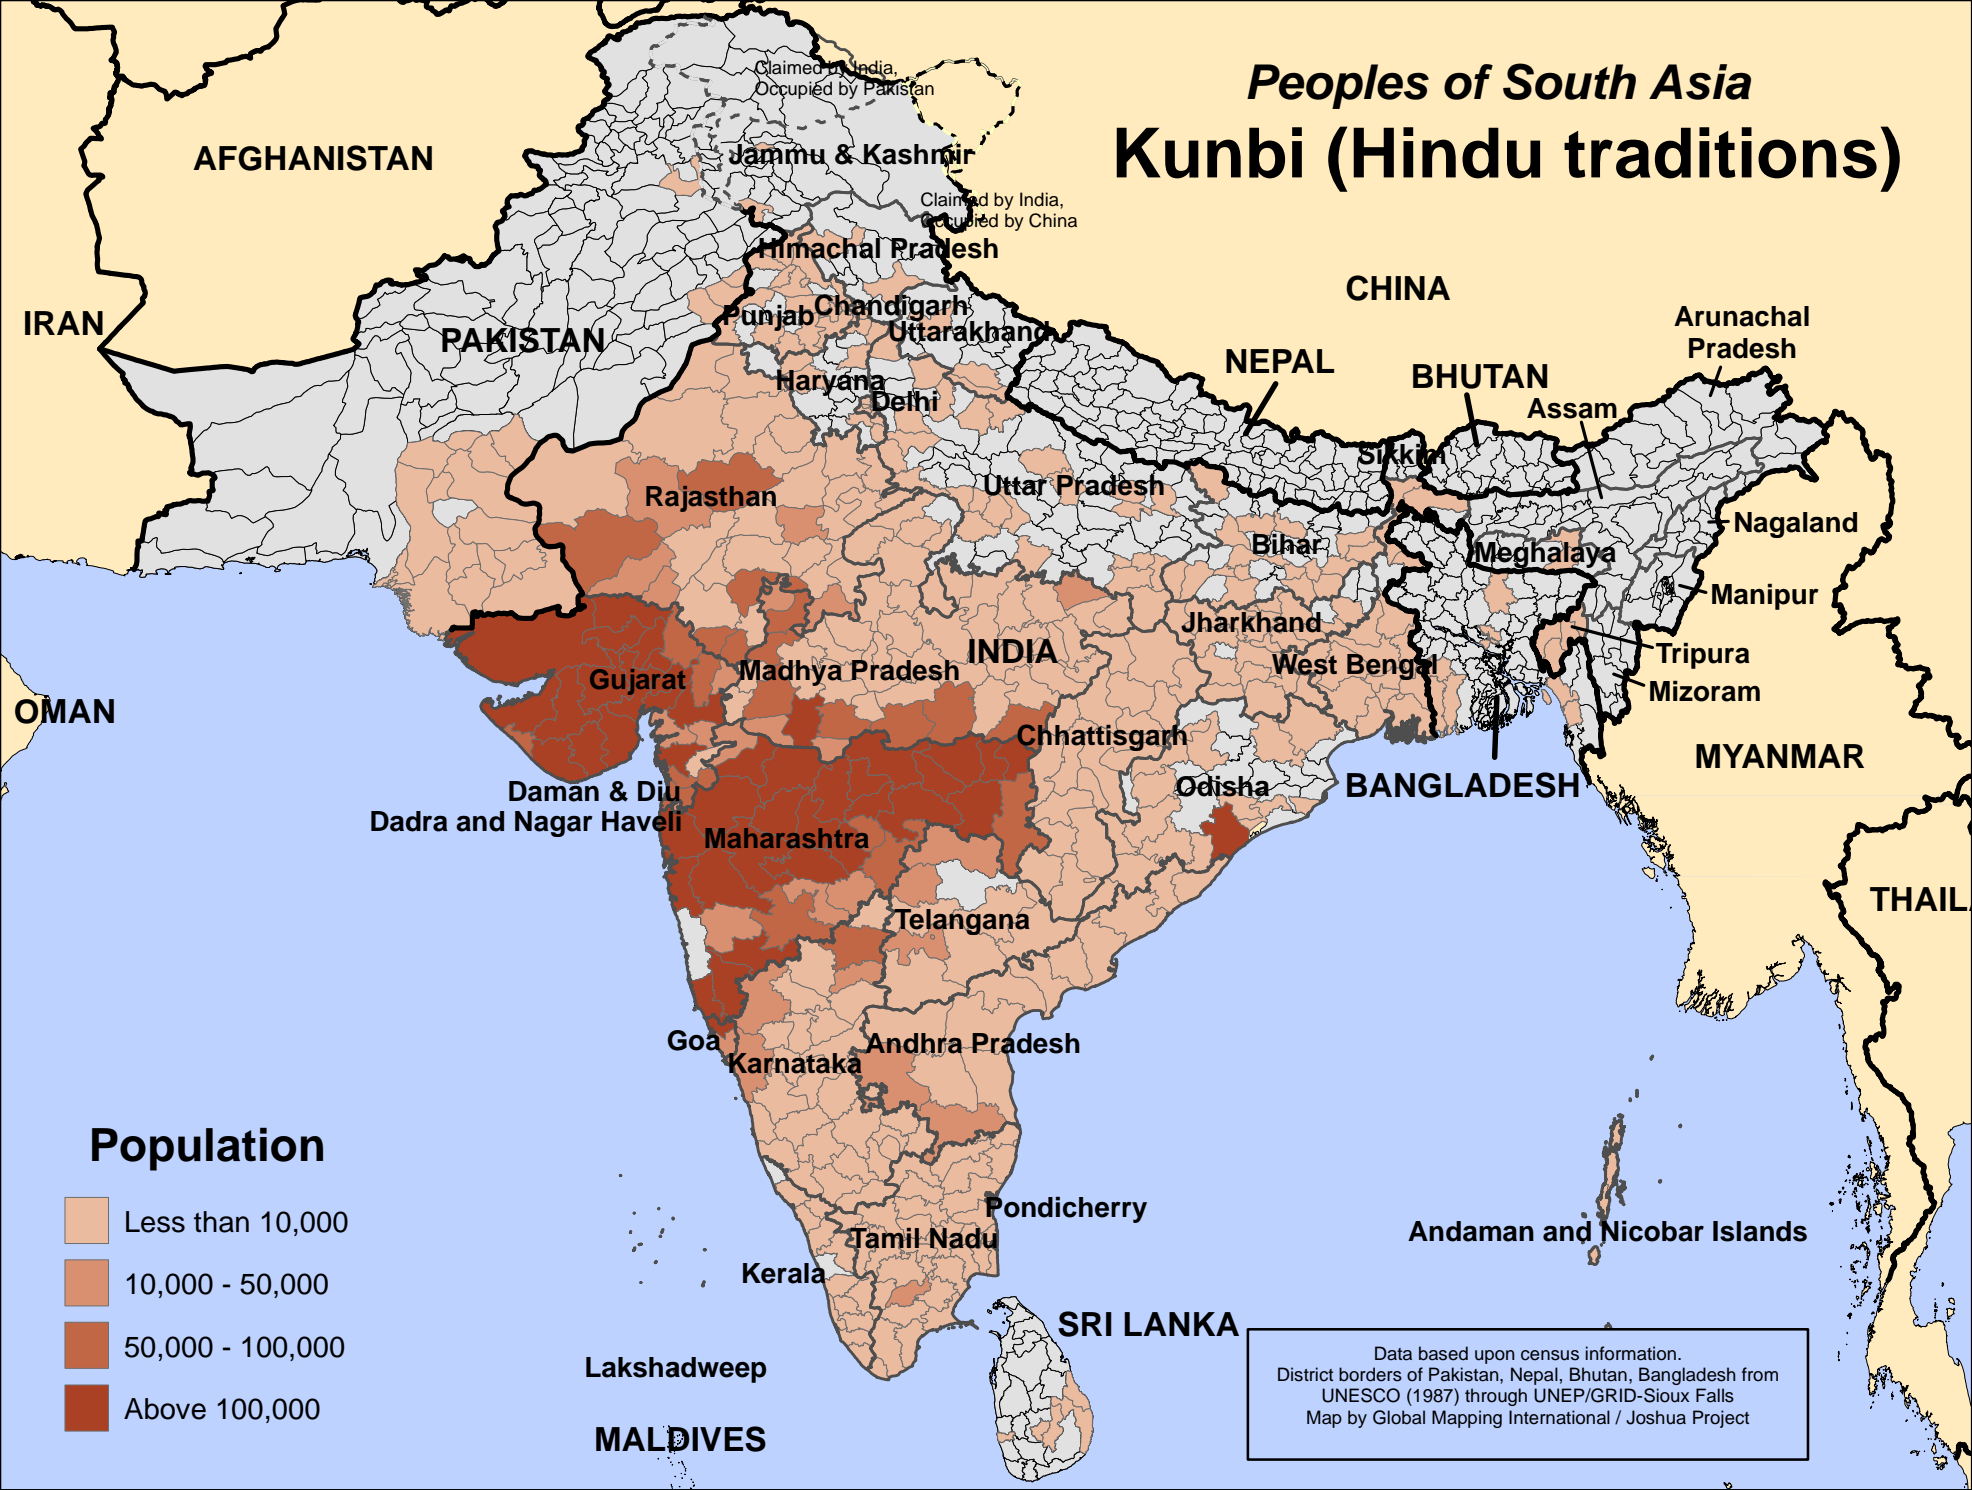 Peoples of South Asia
Kunbi (Hindu traditions)
Claimed by India,
Occupied by Pakistan
AFGHANISTAN
Jammu & Kashmir
Claimed by India,
Occupied by China
Himachal Pradesh
CHINA
IRAN
PAKISTAN
Punjab
Chandigarh
Uttarakhand
Arunachal
Pradesh
NEPAL
BHUTAN
Haryana
Delhi
Assam
Sikkim
Rajasthan
Uttar Pradesh
Nagaland
Bihar
Meghalaya
Manipur
Jharkhand
INDIA
West Bengal
Tripura
Gujarat
Madhya Pradesh
Mizoram
OMAN
Chhattisgarh
MYANMAR
Odisha
BANGLADESH
Daman & Diu
Dadra and Nagar Haveli
Maharashtra
THAILA
Telangana
Goa
Karnataka
Andhra Pradesh
Pondicherry
Tamil Nadu
Andaman and Nicobar Islands
Kerala
SRI LANKA
Lakshadweep
MALDIVES
Population
Less than 10,000
10,000 - 50,000
50,000 - 100,000
Above 100,000
Data based upon census information.
District borders of Pakistan, Nepal, Bhutan, Bangladesh from
UNESCO (1987) through UNEP/GRID-Sioux Falls
Map by Global Mapping International / Joshua Project